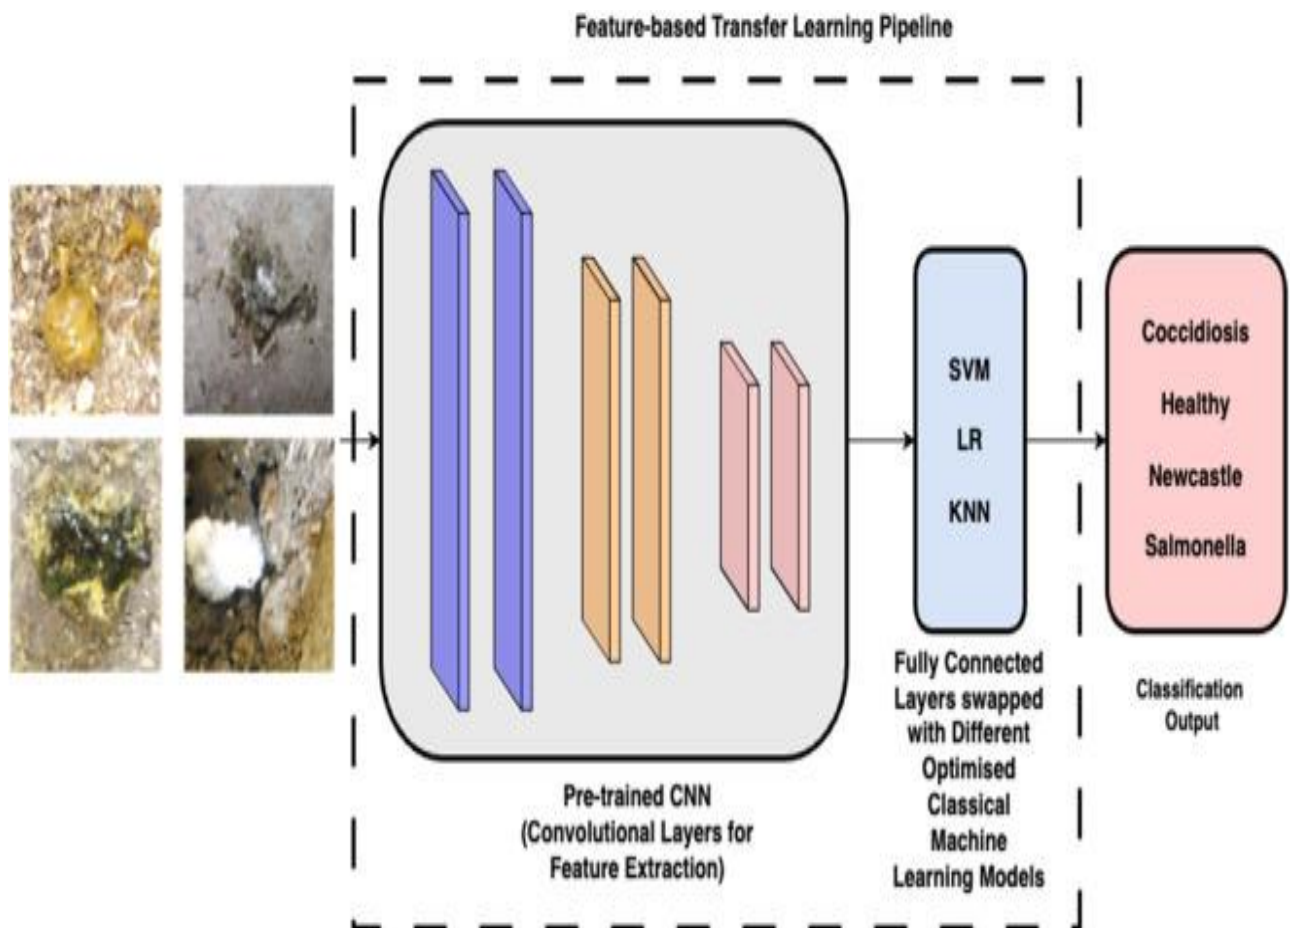 Feature-based Transfer Learning Pipeline
SVM
LR
KNN
Coccidiosis
Healthy
Newcastle
Salmonella
Pre-trained CNN
(Convolutional Layers for
Feature Extraction)
Fully Connected
Layers swapped
with Different
Optimised
Classical
Machine
Learning Models
Classification
Output